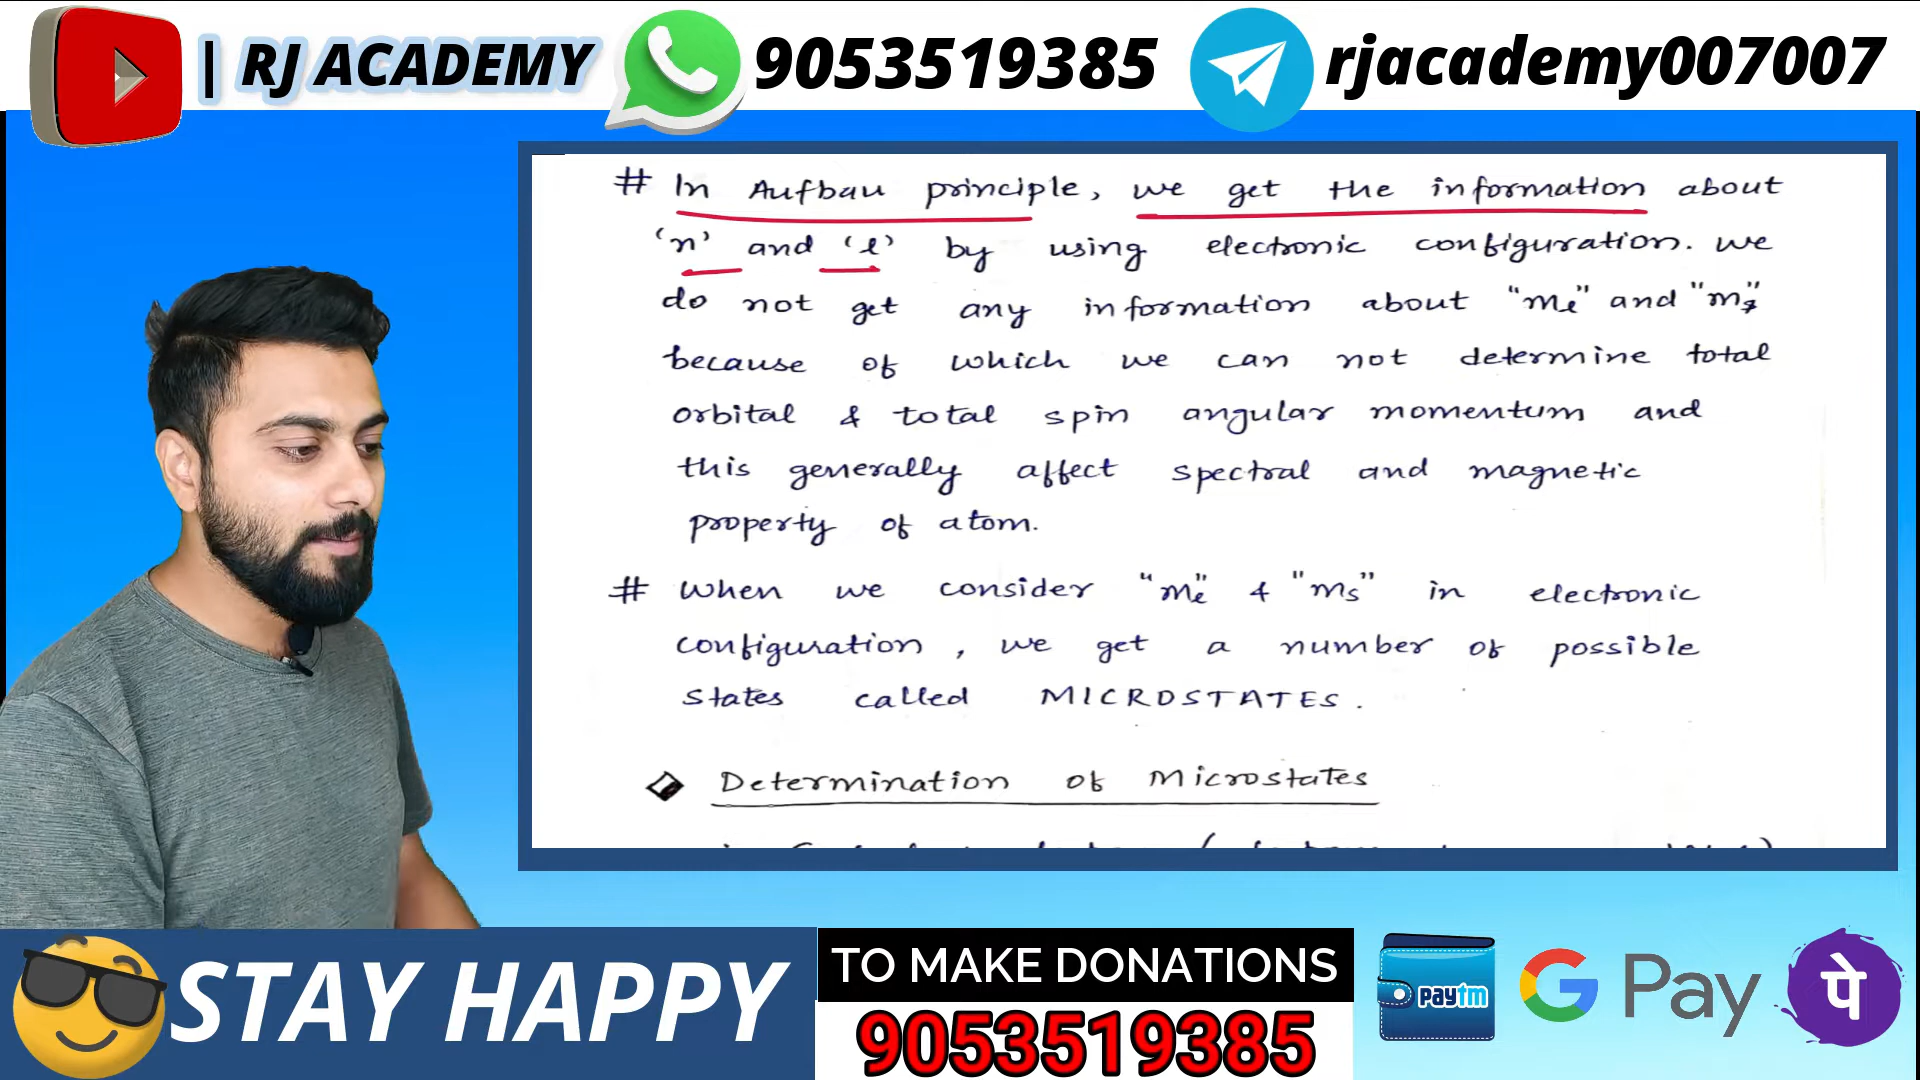 | RJ ACADEMY
9053519385
rjacademy007007
# In Aufbau principle, we get the information about
'n' and 'l' by using electronic configuration. we
do not get any information about "ml" and "ms"
because of which we can not determine total
orbital & total spin angular momentum and
this generally affect spectral and magnetic
property of atom.
# When we consider "ml" & "ms" in electronic
configuration, we get a number of possible
states called MICROSTATES.
Determination of Microstates
STAY HAPPY
TO MAKE DONATIONS
9053519385
paytm
G Pay
पे